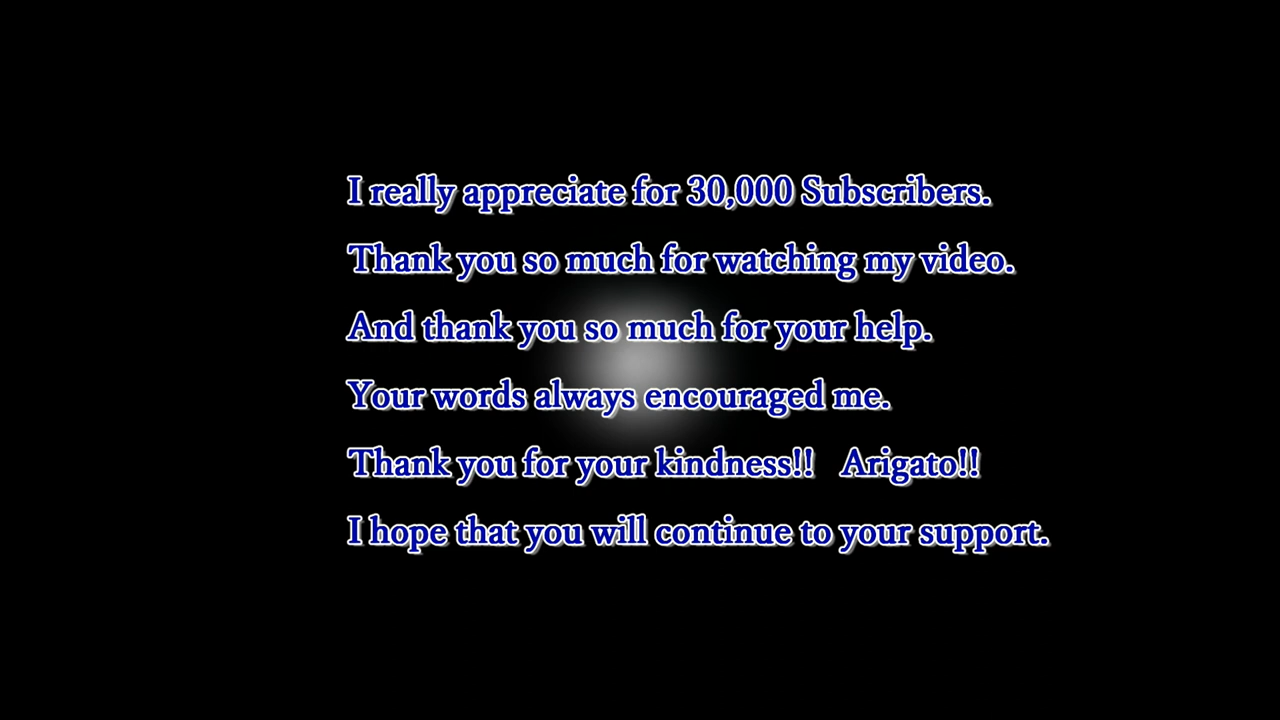 I really appreciate for 30,000 Subscribers.
Thank you so much for watching my video.
And thank you so much for your help.
Your words always encouraged me.
Thank you for your kindness!! Arigato!!
I hope that you will continue to your support.